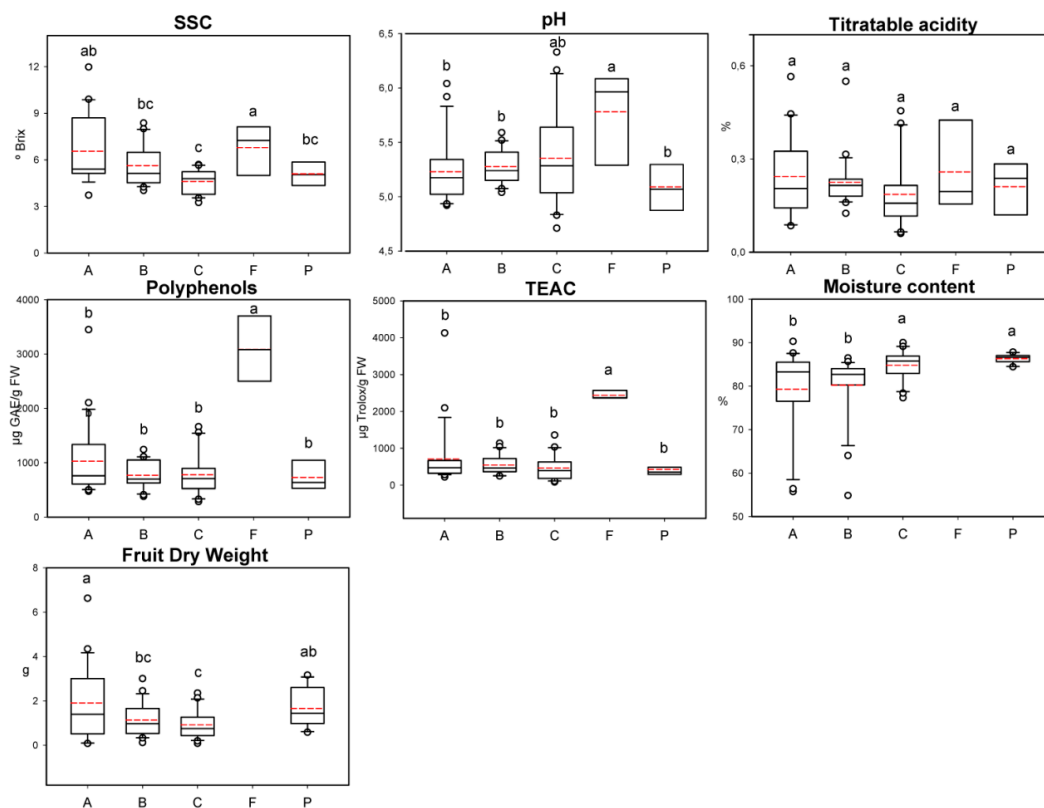 SSC
º Brix
12
9
6
3
0
ab
bc
c
a
bc
A B C F P
pH
6,5
6,0
5,5
5,0
4,5
b
b
ab
a
b
A B C F P
Titratable acidity
%
0,6
0,3
0,0
a
a
a
a
a
A B C F P
Polyphenols
µg GAE/g FW
4000
3000
2000
1000
0
b
b
b
b
a
b
A B C F P
TEAC
µg Trolox/g FW
5000
4000
3000
2000
1000
0
b
b
b
a
b
A B C F P
Moisture content
%
100
90
80
70
60
50
b
b
a
a
A B C F P
Fruit Dry Weight
g
8
6
4
2
0
a
bc
c
ab
A B C F P